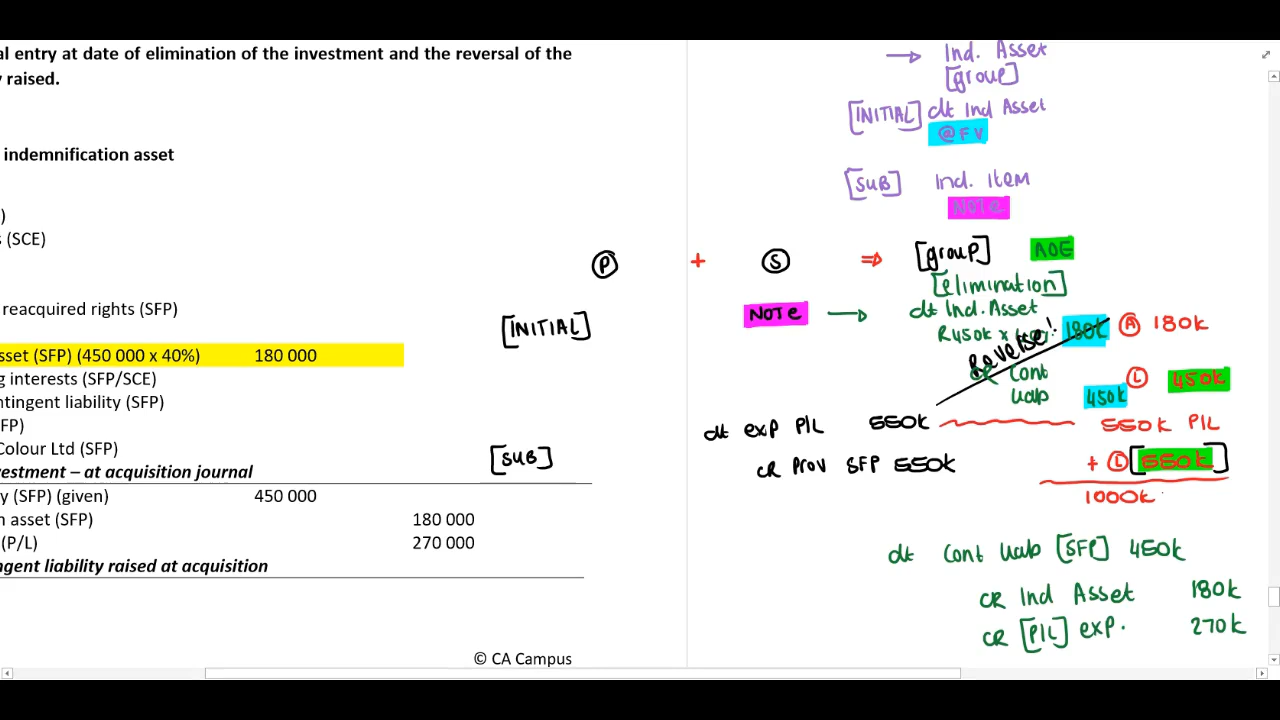 al entry at date of elimination of the investment and the reversal of the
y raised.
indemnification asset
)
s (SCE)
reacquired rights (SFP)
sset (SFP) (450 000 x 40%) 180 000
ng interests (SFP/SCE)
ntingent liability (SFP)
FP)
Colour Ltd (SFP)
nvestment – at acquisition journal
y (SFP) (given) 450 000
n asset (SFP) 180 000
(P/L) 270 000
ngent liability raised at acquisition
© CA Campus
→ Ind. Asset
[group]
[INITIAL] dt Ind Asset
@ FV
[SUB] Ind. Item
NOTE
P + S ⇒ [group] AOE
[elimination]
NOTE → dt Ind. Asset
[INITIAL] R450k x 180k A 180k
Reverse!
CR Cont L 450k
Liab 450k
dt exp P/L 550k 550k P/L
[SUB] CR Prov SFP 550k + L [550k]
1000k
dt Cont Liab [SFP] 450k
CR Ind Asset 180k
CR [P/L] exp. 270k